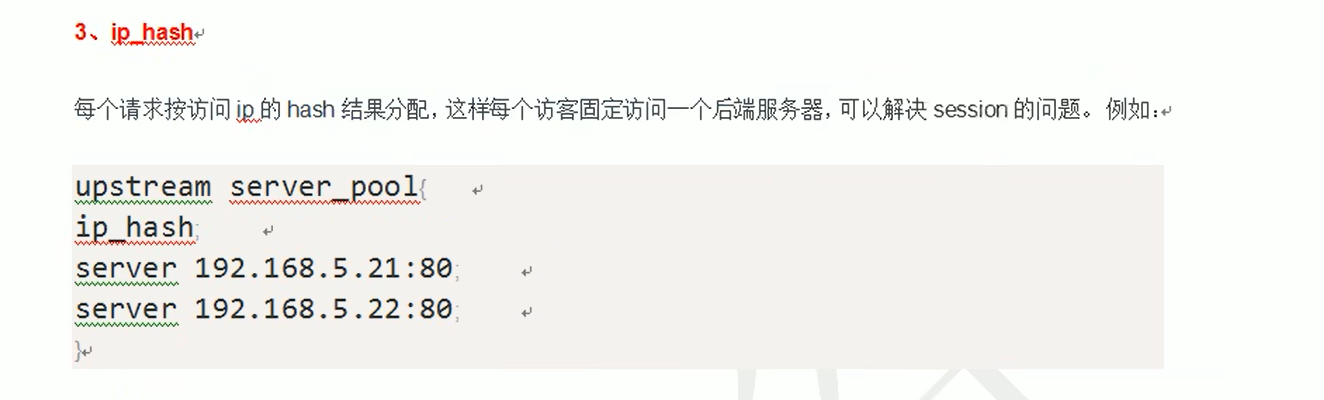 3、ip_hash
每个请求按访问 ip 的 hash 结果分配，这样每个访客固定访问一个后端服务器，可以解决 session 的问题。例如：
upstream server_pool{
ip_hash;
server 192.168.5.21:80;
server 192.168.5.22:80;
}